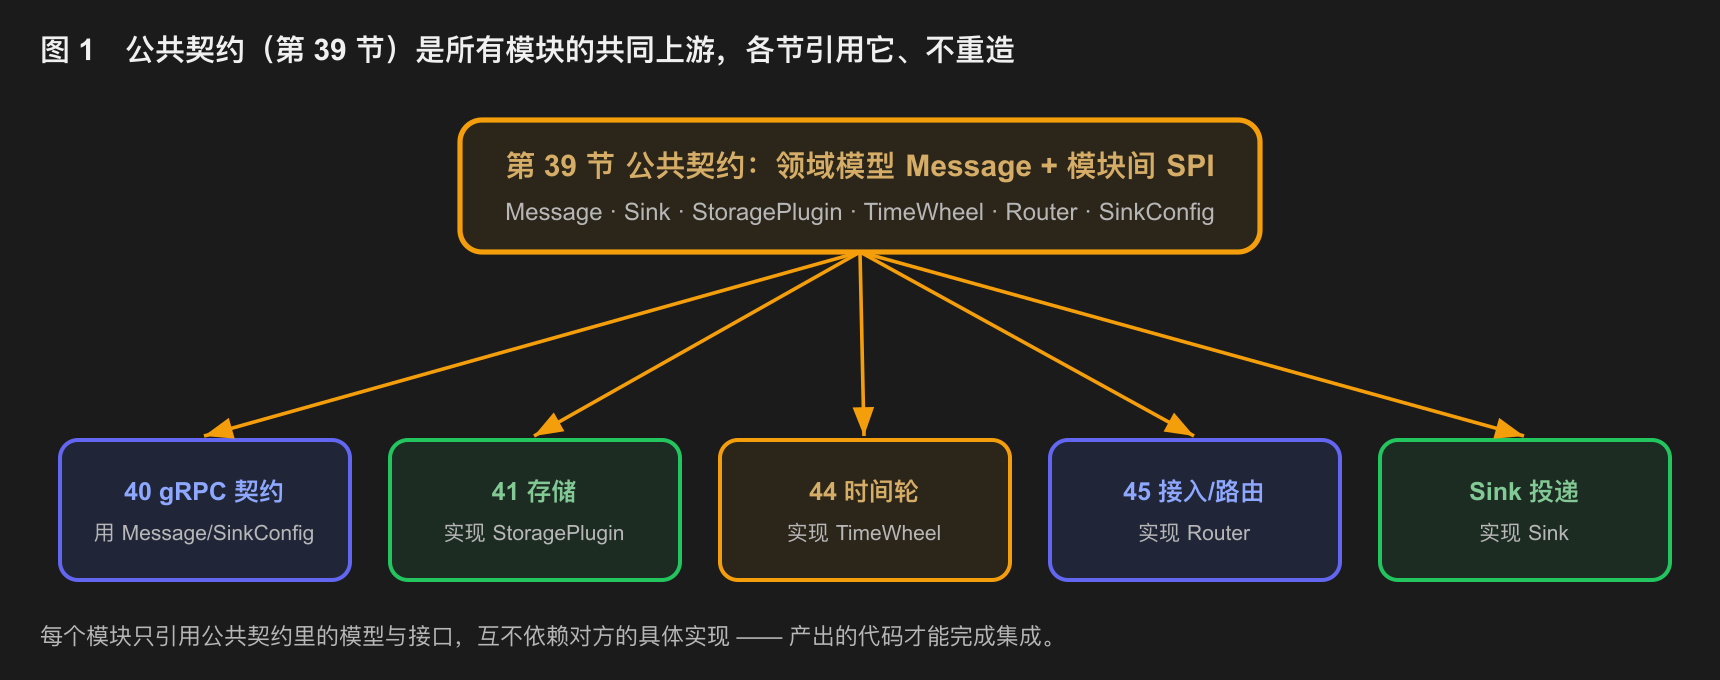 图 1　公共契约（第 39 节）是所有模块的共同上游，各节引用它、不重造
第 39 节 公共契约：领域模型 Message + 模块间 SPI
Message · Sink · StoragePlugin · TimeWheel · Router · SinkConfig
40 gRPC 契约
用 Message/SinkConfig
41 存储
实现 StoragePlugin
44 时间轮
实现 TimeWheel
45 接入/路由
实现 Router
Sink 投递
实现 Sink
每个模块只引用公共契约里的模型与接口，互不依赖对方的具体实现 —— 产出的代码才能完成集成。